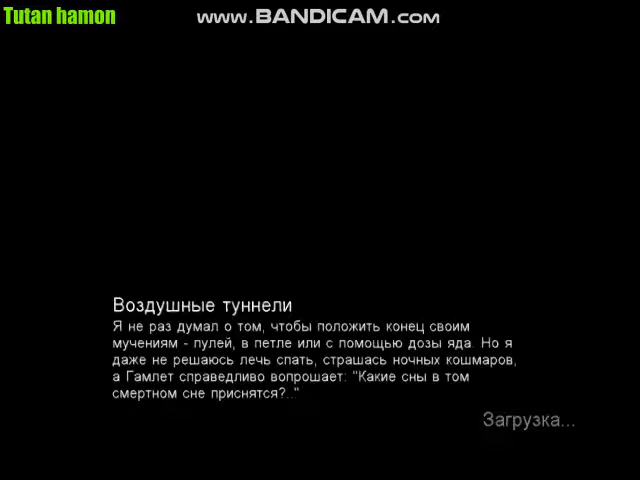 Tutan hamon
www.BANDICAM.com
Воздушные туннели
Я не раз думал о том, чтобы положить конец своим
мучениям - пулей, в петле или с помощью дозы яда. Но я
даже не решаюсь лечь спать, страшась ночных кошмаров,
а Гамлет справедливо вопрошает: "Какие сны в том
смертном сне приснятся?.."
Загрузка...